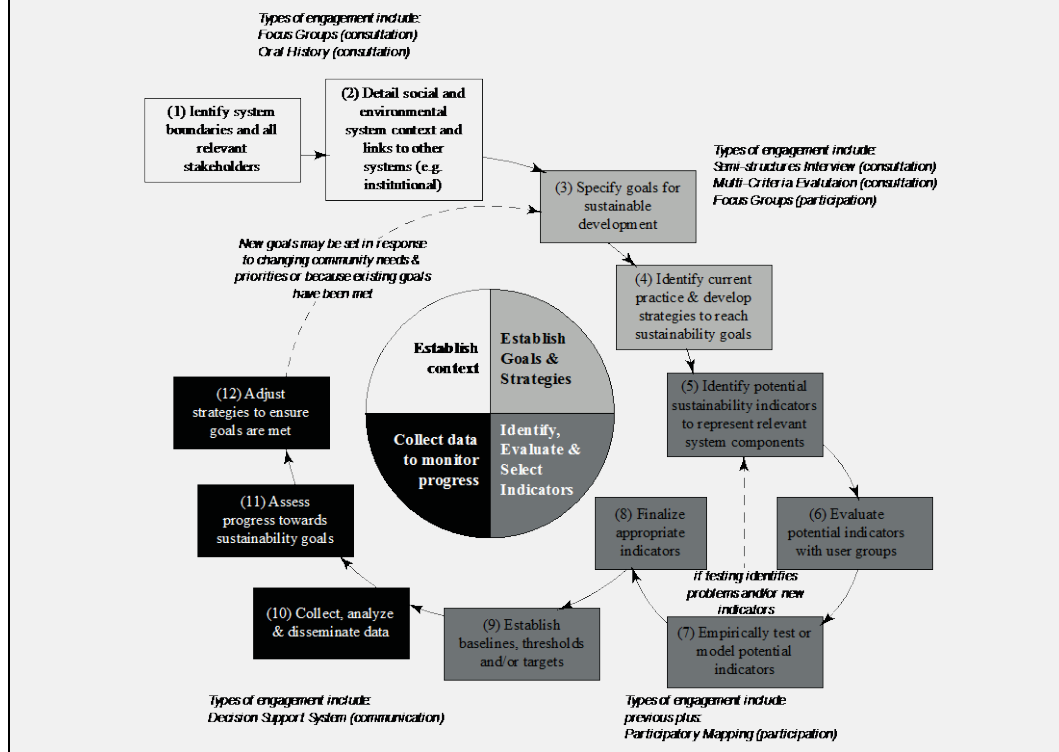 Types of engagement include:
Focus Groups (consultation)
Oral History (consultation)
(1) Ientify system
boundaries and all
relevant
stakeholders
(2) Detail social and
environmental
system context and
links to other
systems (e.g.
institutional)
Types of engagement include:
Semi-structures Interview (consultation)
Multi-Criteria Evalutaion (consultation)
Focus Groups (participation)
(3) Specify goals for
sustainable
development
New goals may be set in response
to changing community needs &
priorities or because existing goals
have been met
(4) Identify current
practice & develop
strategies to reach
sustainability goals
Establish
context
Establish
Goals &
Strategies
Collect data
to monitor
progress
Identify,
Evaluate &
Select
Indicators
(5) Identify potential
sustainability indicators
to represent relevant
system components
(6) Evaluate
potential indicators
with user groups
if testing identifies
problems and/or new
indicators
(7) Empirically test or
model potential
indicators
(8) Finalize
appropriate
indicators
(9) Establish
baselines, thresholds
and/or targets
(10) Collect, analyze
& disseminate data
(11) Assess
progress towards
sustainability goals
(12) Adjust
strategies to ensure
goals are met
Types of engagement include:
Decision Support System (communication)
Types of engagement include
previous plus:
Participatory Mapping (participation)